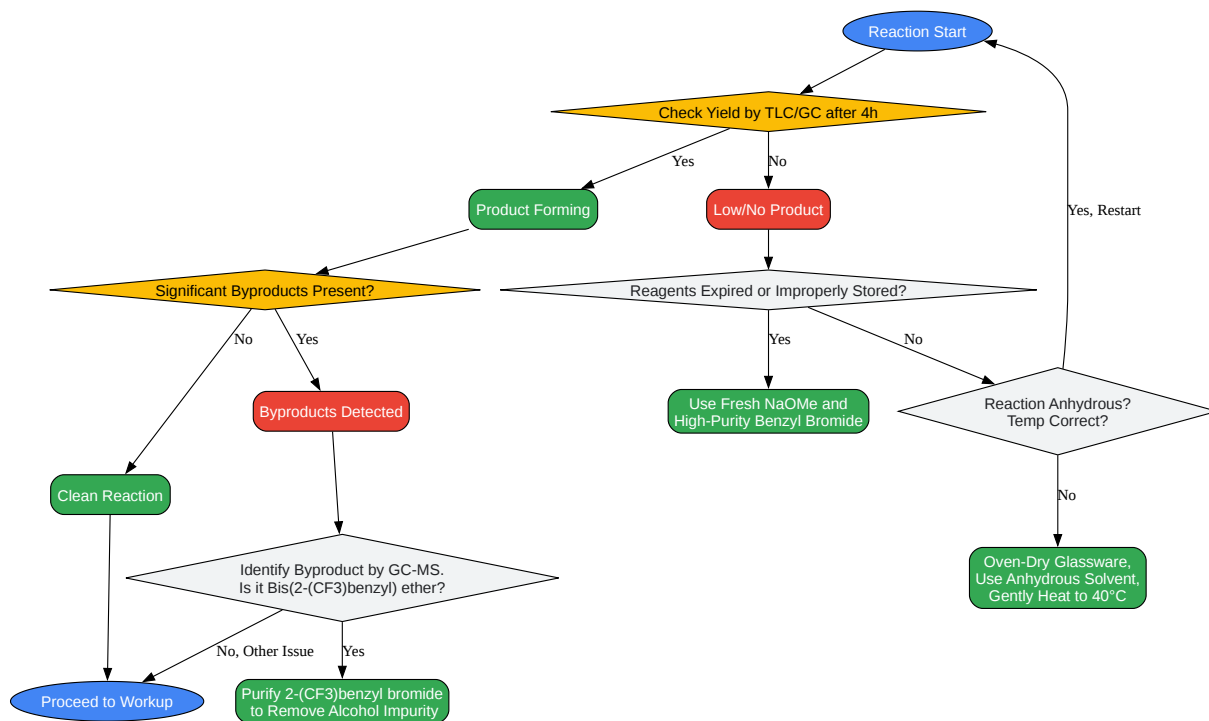 Reaction Start
Check Yield by TLC/GC after 4h
Yes
No
Yes, Restart
Product Forming
Low/No Product
Significant Byproducts Present?
Reagents Expired or Improperly Stored?
No
Yes
Yes
No
Byproducts Detected
Use Fresh NaOMe and
High-Purity Benzyl Bromide
Reaction Anhydrous?
Temp Correct?
Clean Reaction
No
Identify Byproduct by GC-MS.
Is it Bis(2-(CF3)benzyl) ether?
Oven-Dry Glassware,
Use Anhydrous Solvent,
Gently Heat to 40°C
No, Other Issue
Yes
Proceed to Workup
Purify 2-(CF3)benzyl bromide
to Remove Alcohol Impurity